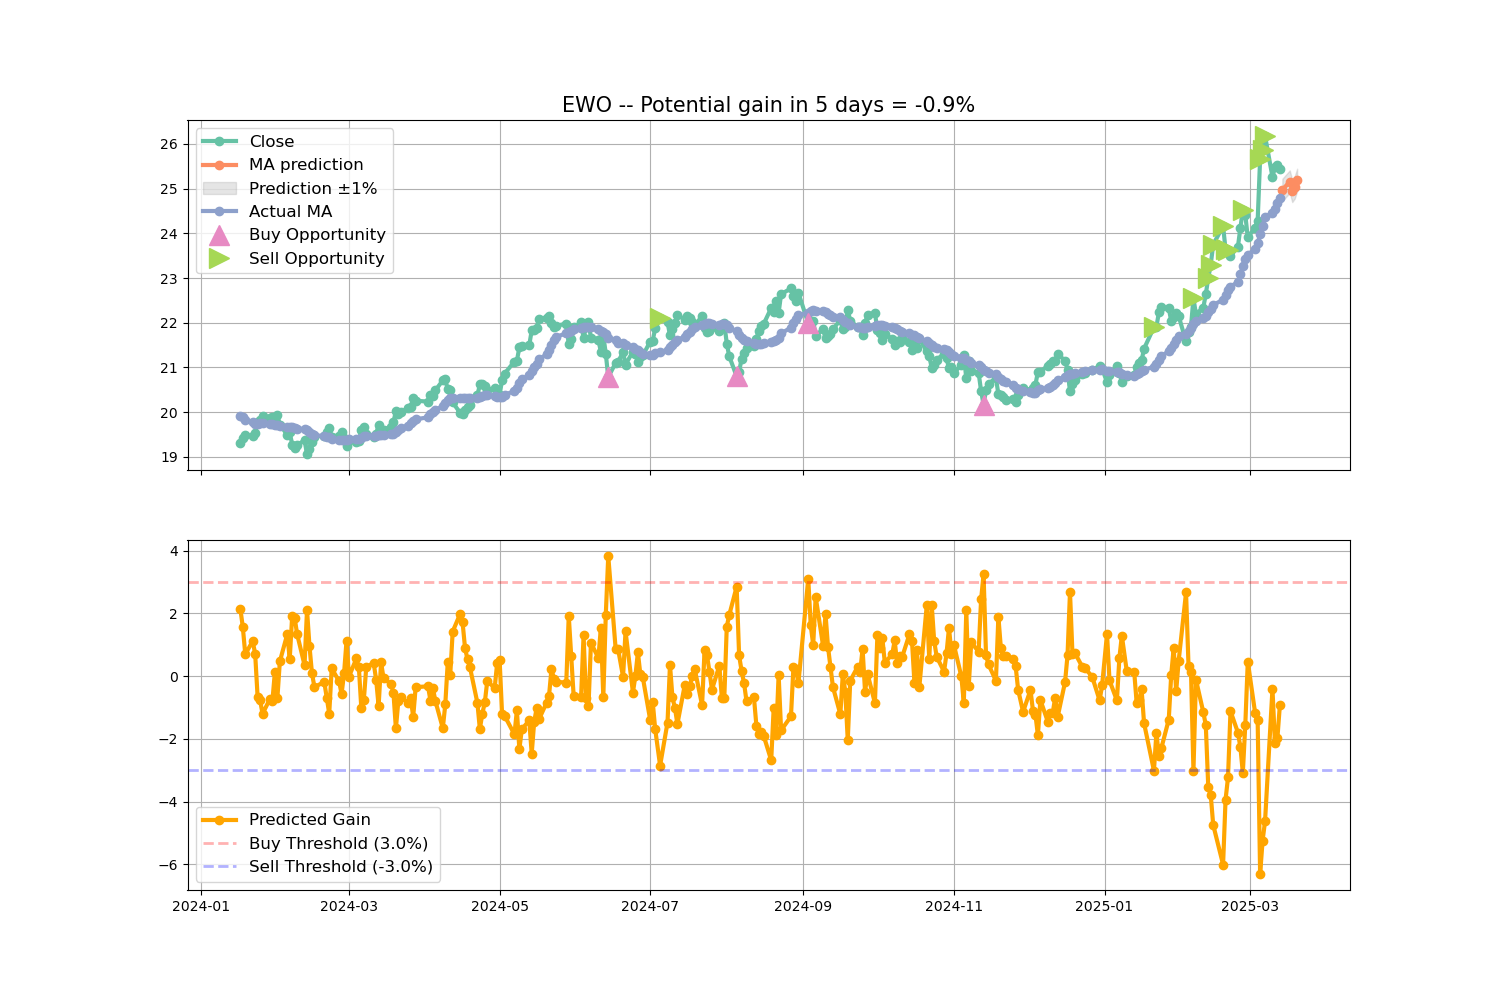 EWO -- Potential gain in 5 days = -0.9%
26
25
24
23
22
21
20
19
Close
MA prediction
Prediction ±1%
Actual MA
Buy Opportunity
Sell Opportunity
4
2
0
−2
−4
−6
Predicted Gain
Buy Threshold (3.0%)
Sell Threshold (-3.0%)
2024-01
2024-03
2024-05
2024-07
2024-09
2024-11
2025-01
2025-03